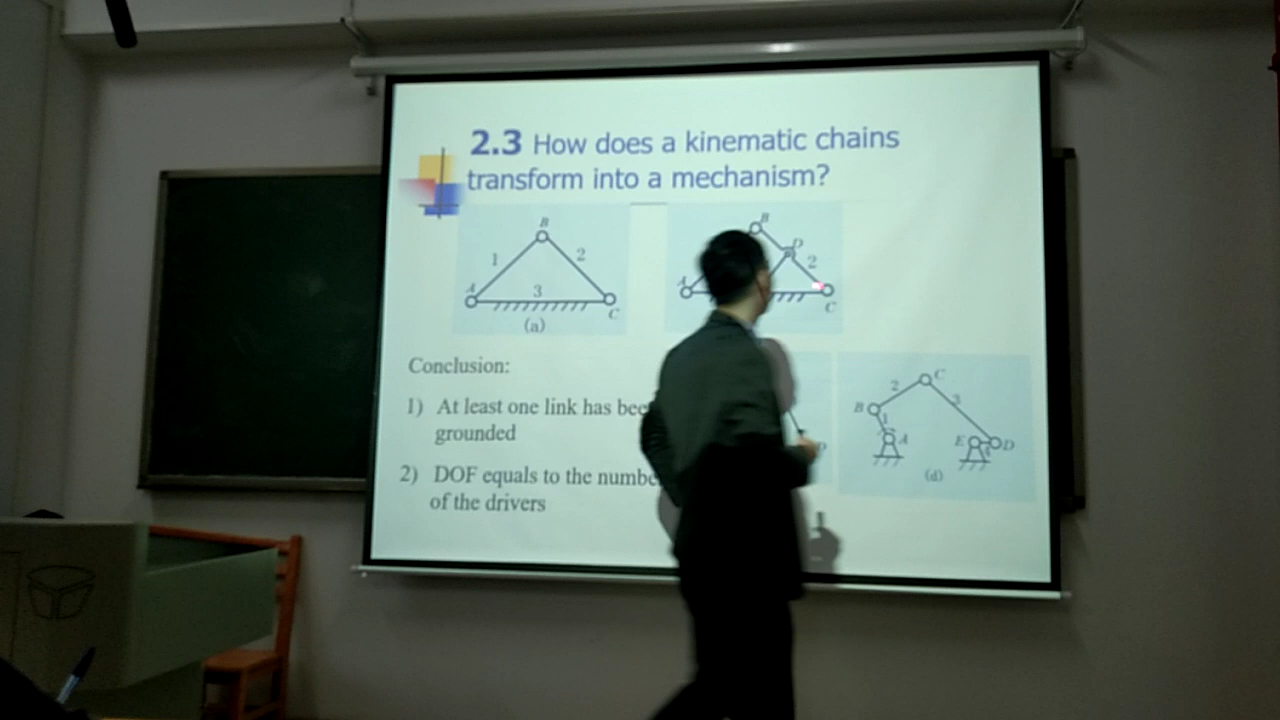 2.3 How does a kinematic chains
transform into a mechanism?
B
1 2
A 3 C
(a)
B
D
2
A
C
Conclusion:
1) At least one link has bee
grounded
2) DOF equals to the numbe
of the drivers
C
2 3
B
1
A E D
(d)